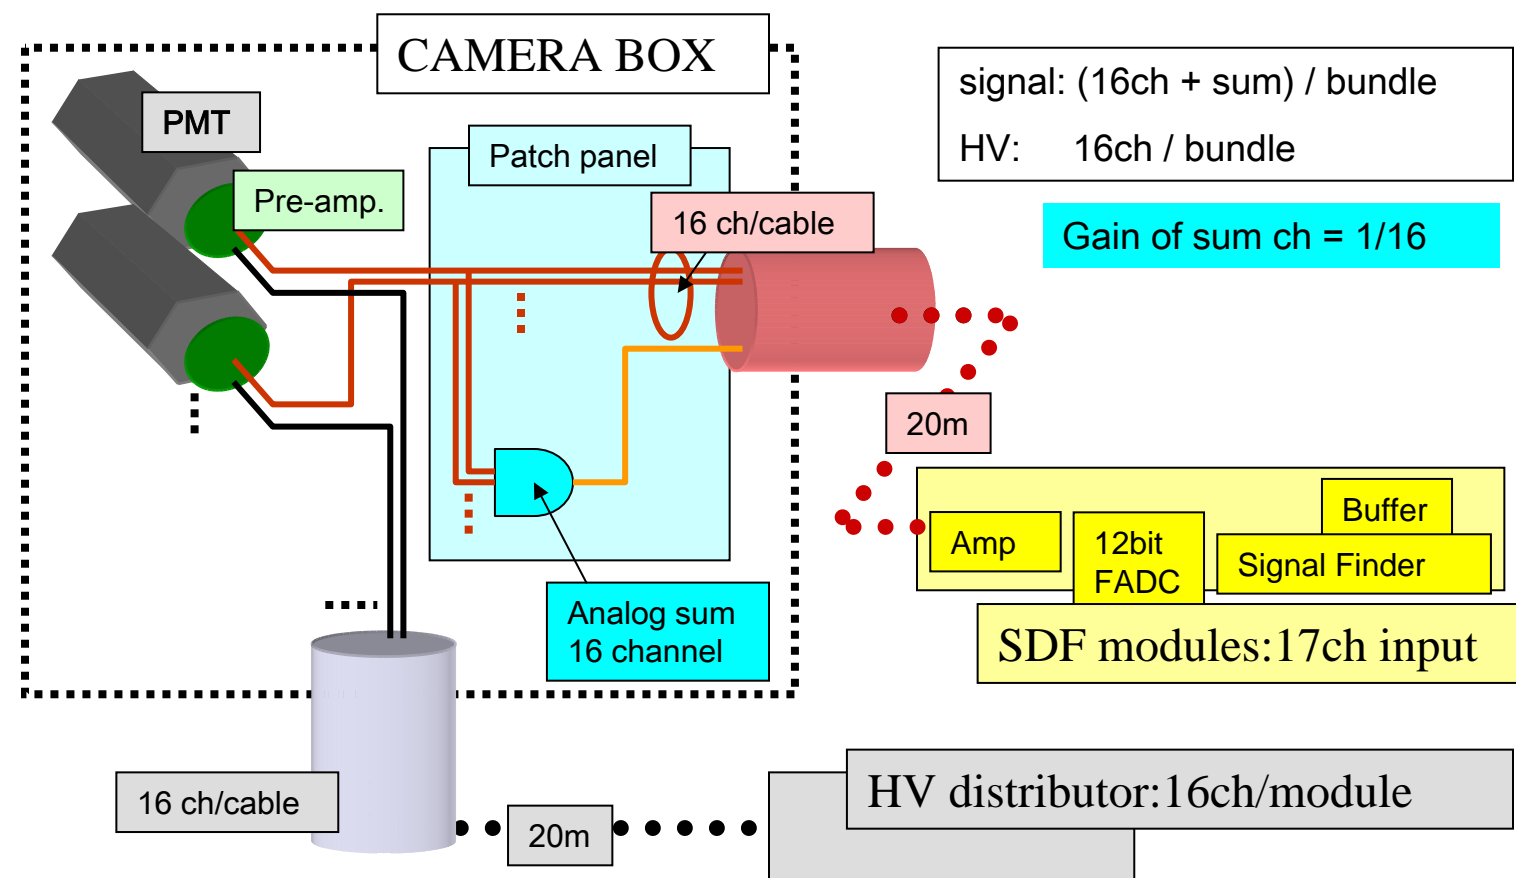 CAMERA BOX
signal: (16ch + sum) / bundle
HV: 16ch / bundle
PMT
Patch panel
Pre-amp.
16 ch/cable
Gain of sum ch = 1/16
20m
Buffer
Amp
12bit
FADC
Signal Finder
Analog sum
16 channel
SDF modules:17ch input
HV distributor:16ch/module
16 ch/cable
20m